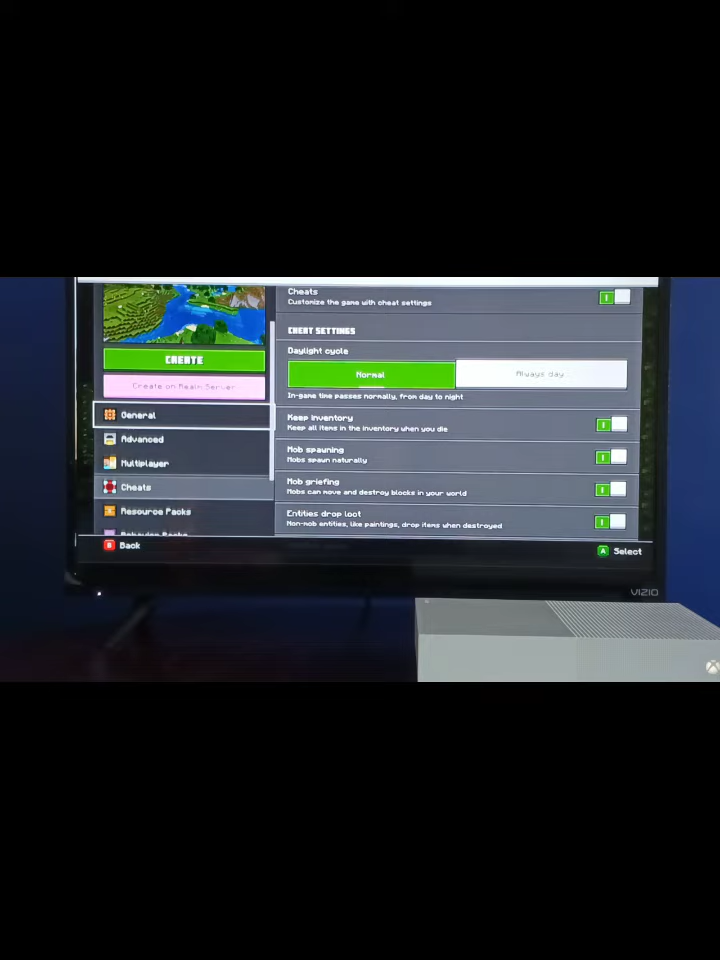 Cheats
Customize the game with cheat settings
CHEAT SETTINGS
Daylight cycle
Normal
Always day
In-game time passes normally, from day to night
Keep inventory
Keep all items in the inventory when you die
Mob spawning
Mobs spawn naturally
Mob griefing
Mobs can move and destroy blocks in your world
Entities drop loot
Non-mob entities, like paintings, drop items when destroyed
CREATE
Create on Realm Server
General
Advanced
Multiplayer
Cheats
Resource Packs
Behavior Packs
B Back
A Select
VIZIO